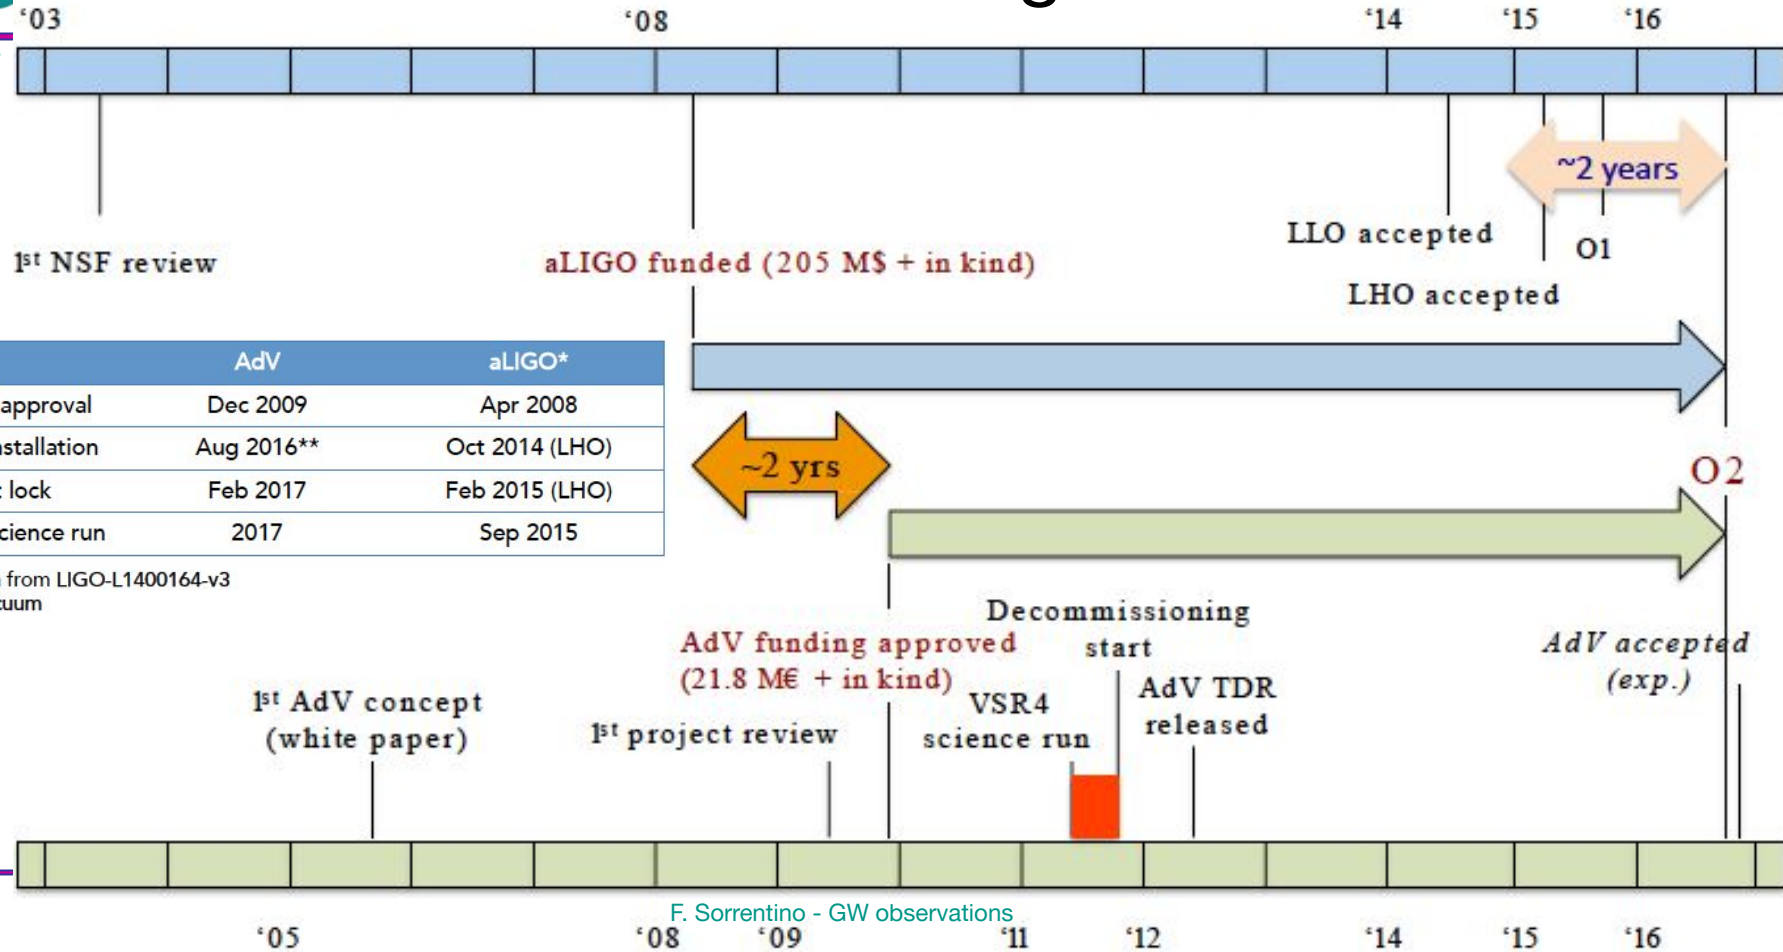 ‘03 ‘08 ‘14 ‘15 ‘16
~2 years
1st NSF review
aLIGO funded (205 M$ + in kind)
LLO accepted
O1
LHO accepted
AdV aLIGO*
approval Dec 2009 Apr 2008
stallation Aug 2016** Oct 2014 (LHO)
lock Feb 2017 Feb 2015 (LHO)
cience run 2017 Sep 2015
from LIGO-L1400164-v3
cuum
~2 yrs
O2
Decommissioning
start
AdV funding approved
(21.8 M€ + in kind)
AdV accepted
(exp.)
1st AdV concept
(white paper)
1st project review
VSR4
science run
AdV TDR
released
F. Sorrentino - GW observations
‘05 ‘08 ‘09 ‘11 ‘12 ‘14 ‘15 ‘16